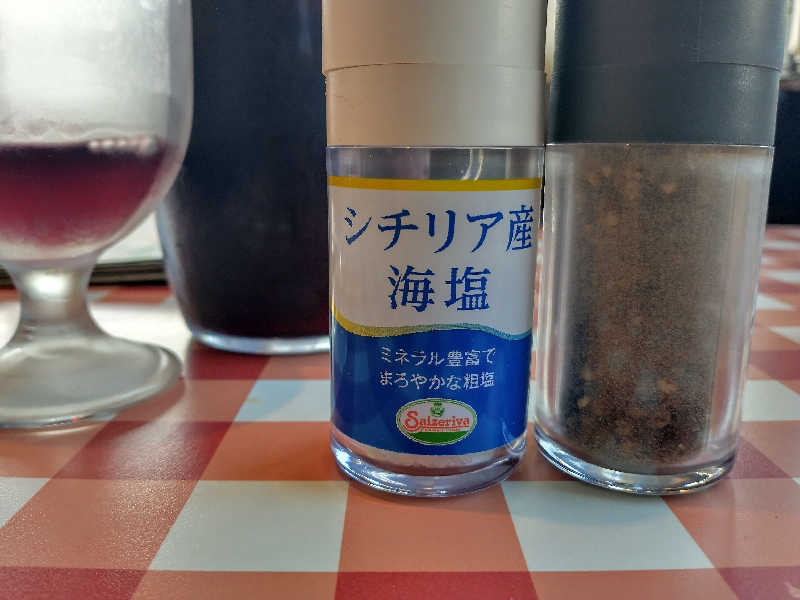 シチリア産
海塩
ミネラル豊富で
まろやかな粗塩
Saizeriya